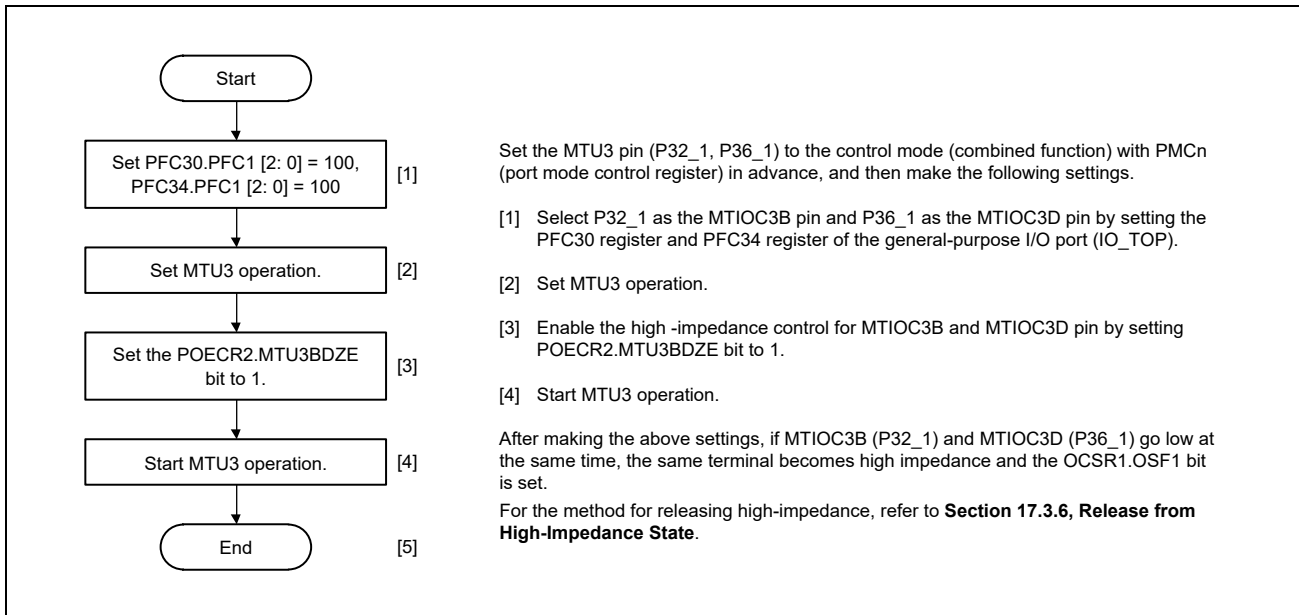 Start
Set PFC30.PFC1 [2: 0] = 100,
PFC34.PFC1 [2: 0] = 100
[1]
Set MTU3 operation.
[2]
Set the POECR2.MTU3BDZE
bit to 1.
[3]
Start MTU3 operation.
[4]
End
[5]
Set the MTU3 pin (P32_1, P36_1) to the control mode (combined function) with PMCn
(port mode control register) in advance, and then make the following settings.
[1] Select P32_1 as the MTIOC3B pin and P36_1 as the MTIOC3D pin by setting the
PFC30 register and PFC34 register of the general-purpose I/O port (IO_TOP).
[2] Set MTU3 operation.
[3] Enable the high -impedance control for MTIOC3B and MTIOC3D pin by setting
POECR2.MTU3BDZE bit to 1.
[4] Start MTU3 operation.
After making the above settings, if MTIOC3B (P32_1) and MTIOC3D (P36_1) go low at
the same time, the same terminal becomes high impedance and the OCSR1.OSF1 bit
is set.
For the method for releasing high-impedance, refer to Section 17.3.6, Release from
High-Impedance State.